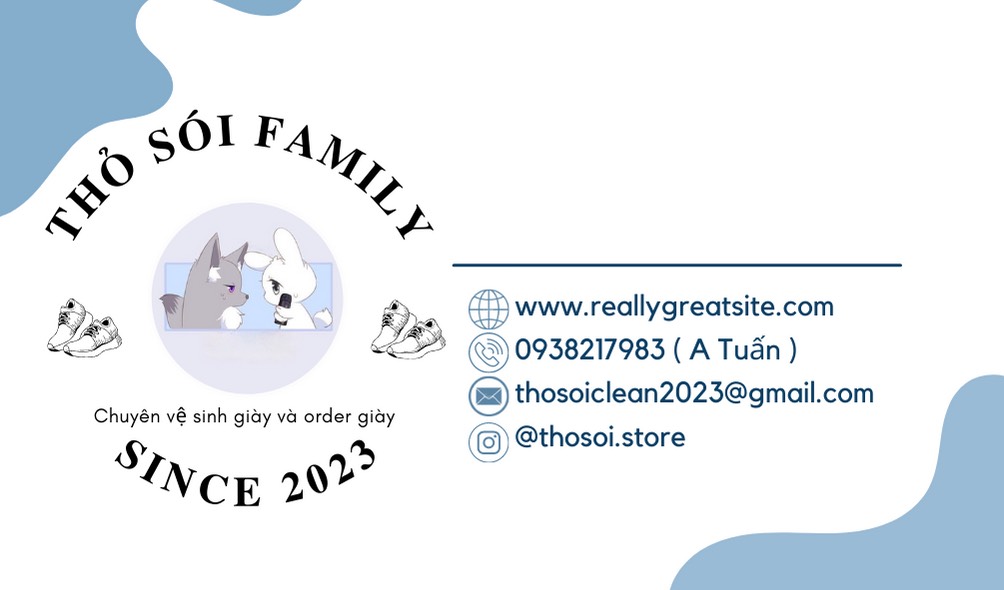 THỎ SÓI FAMILY
Chuyên vệ sinh giày và order giày
SINCE 2023
www.reallygreatsite.com
0938217983 ( A Tuấn )
thosoiclean2023@gmail.com
@thosoi.store